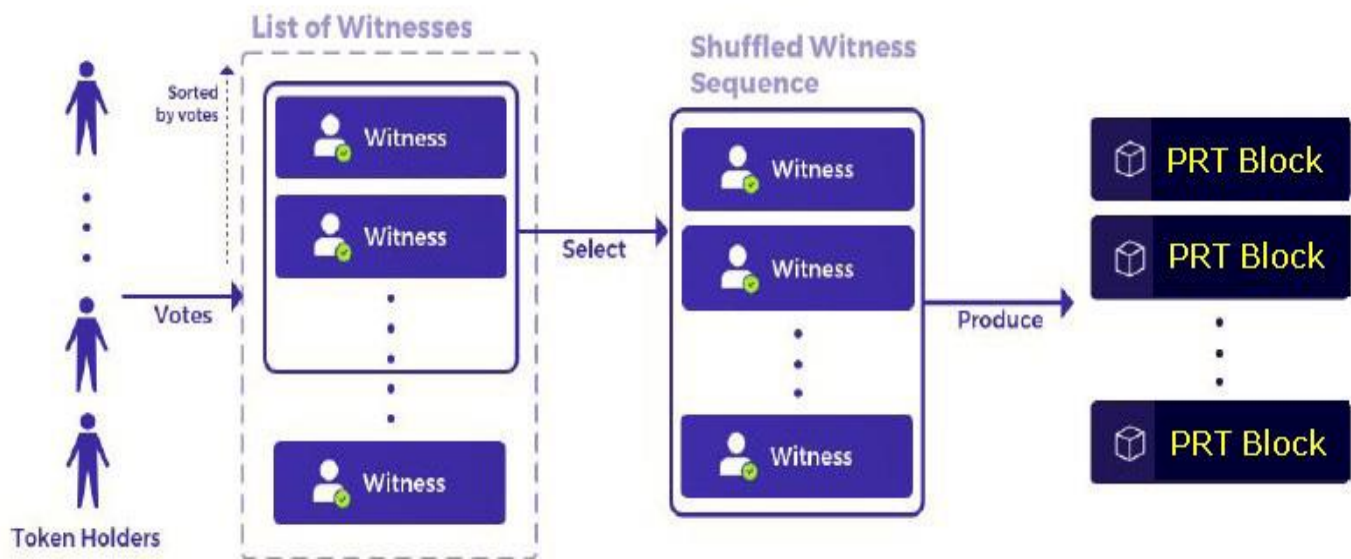 List of Witnesses
Sorted
by votes
Witness
Witness
Witness
Votes
Token Holders
Select
Shuffled Witness
Sequence
Witness
Witness
Witness
Produce
PRT Block
PRT Block
PRT Block